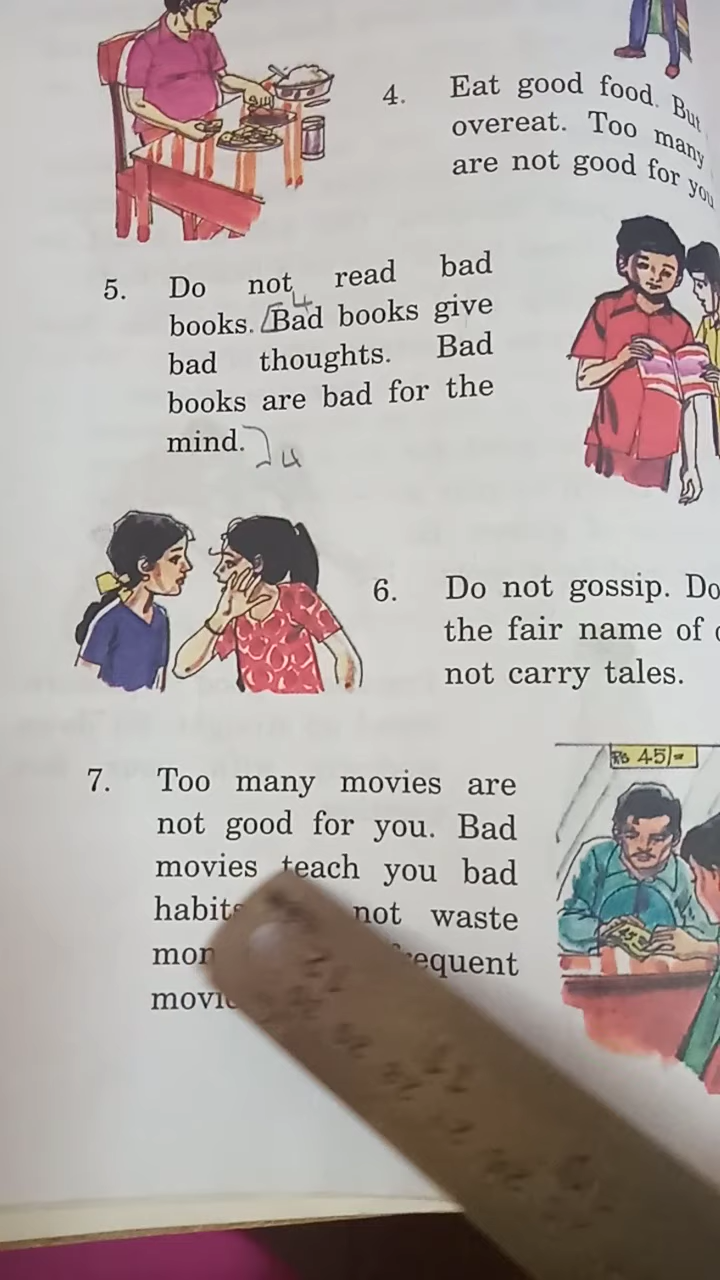 4. Eat good food. But
overeat. Too many
are not good for you
5. Do not read bad
books. Bad books give
bad thoughts. Bad
books are bad for the
mind.
4
4
6. Do not gossip. Do
the fair name of
not carry tales.
Rs 45/=
7. Too many movies are
not good for you. Bad
movies teach you bad
not waste